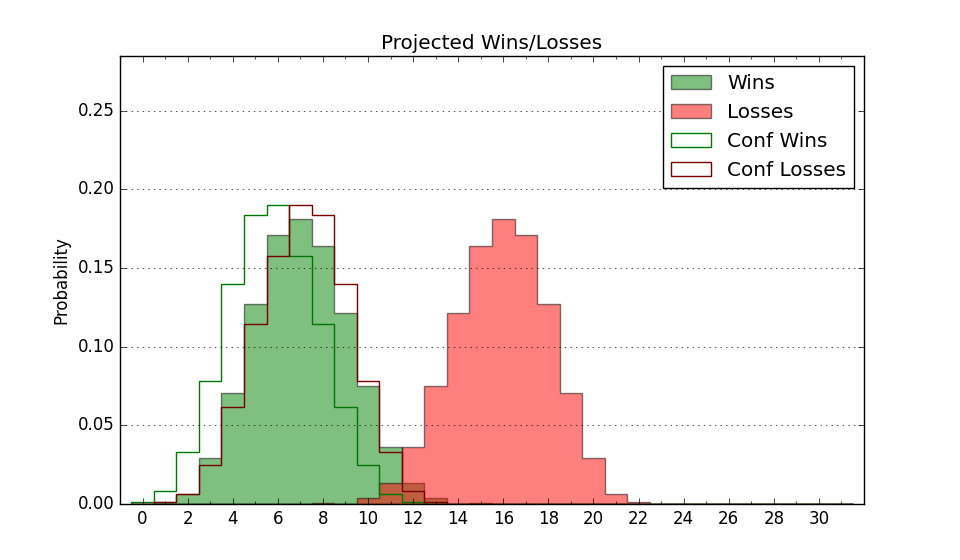 Projected Wins/Losses
Wins
Losses
Conf Wins
Conf Losses
Probability
0.25
0.20
0.15
0.10
0.05
0.00
0 2 4 6 8 10 12 14 16 18 20 22 24 26 28 30